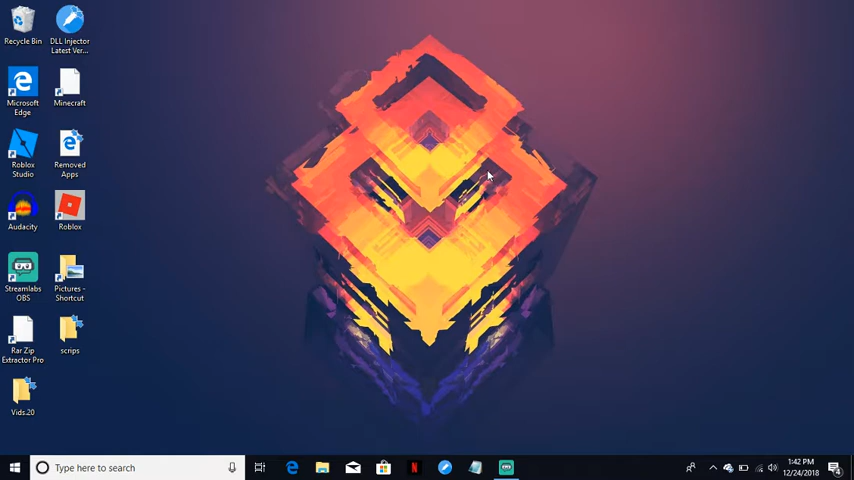 Recycle Bin
DLL Injector
Latest Ver...
Microsoft
Edge
Minecraft
Roblox
Studio
Removed
Apps
Audacity
Roblox
Streamlabs
OBS
Pictures -
Shortcut
Rar Zip
Extractor Pro
scrips
Vids.20
Type here to search
1:42 PM
12/24/2018
4